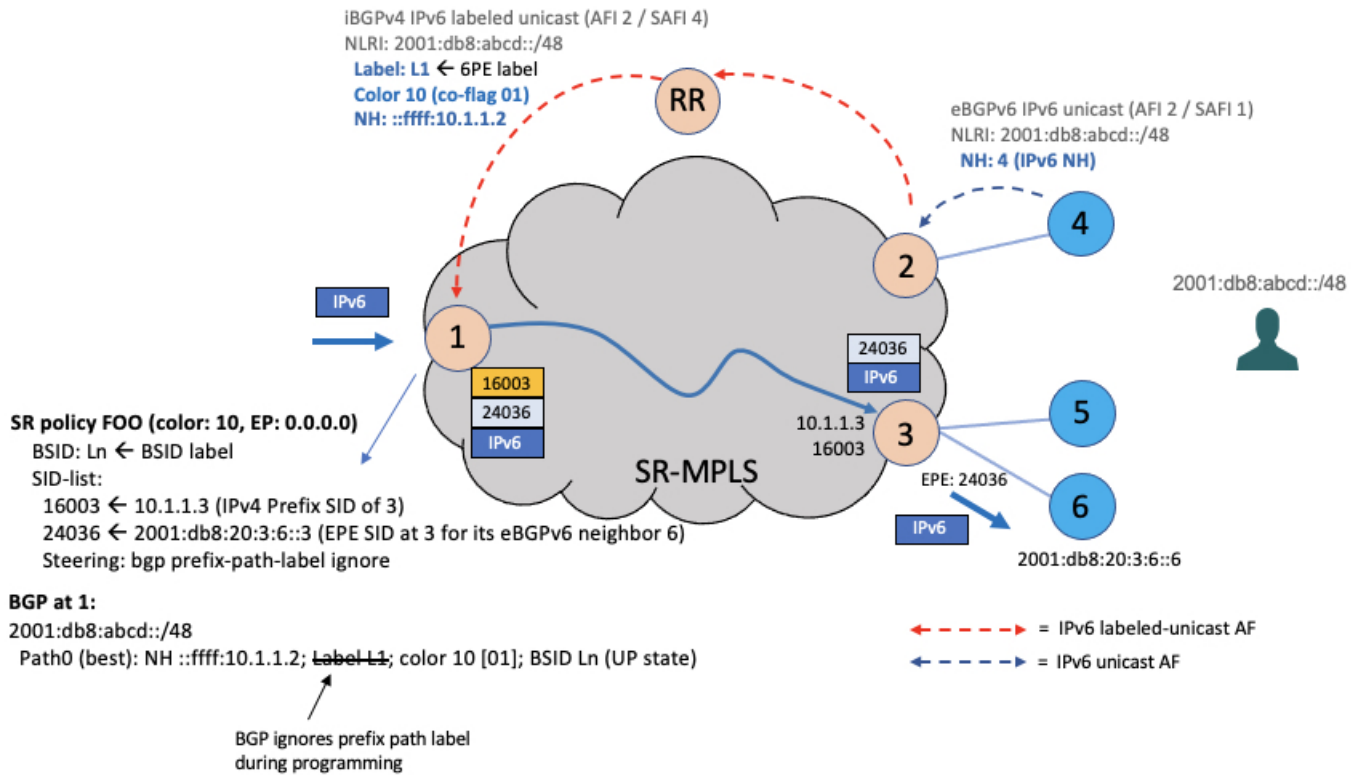 iBGPv4 IPv6 labeled unicast (AFI 2 / SAFI 4)
NLRI: 2001:db8:abcd::/48
Label: L1 ← 6PE label
Color 10 (co-flag 01)
NH: ::ffff:10.1.1.2
RR
eBGPv6 IPv6 unicast (AFI 2 / SAFI 1)
NLRI: 2001:db8:abcd::/48
NH: 4 (IPv6 NH)
4
2
2001:db8:abcd::/48
IPv6
1
16003
24036
IPv6
24036
IPv6
10.1.1.3
16003
3
5
6
SR-MPLS
EPE: 24036
IPv6
2001:db8:20:3:6::6
SR policy FOO (color: 10, EP: 0.0.0.0)
BSID: Ln ← BSID label
SID-list:
16003 ← 10.1.1.3 (IPv4 Prefix SID of 3)
24036 ← 2001:db8:20:3:6::3 (EPE SID at 3 for its eBGPv6 neighbor 6)
Steering: bgp prefix-path-label ignore
BGP at 1:
2001:db8:abcd::/48
Path0 (best): NH ::ffff:10.1.1.2; Label L1; color 10 [01]; BSID Ln (UP state)
BGP ignores prefix path label
during programming
= IPv6 labeled-unicast AF
= IPv6 unicast AF